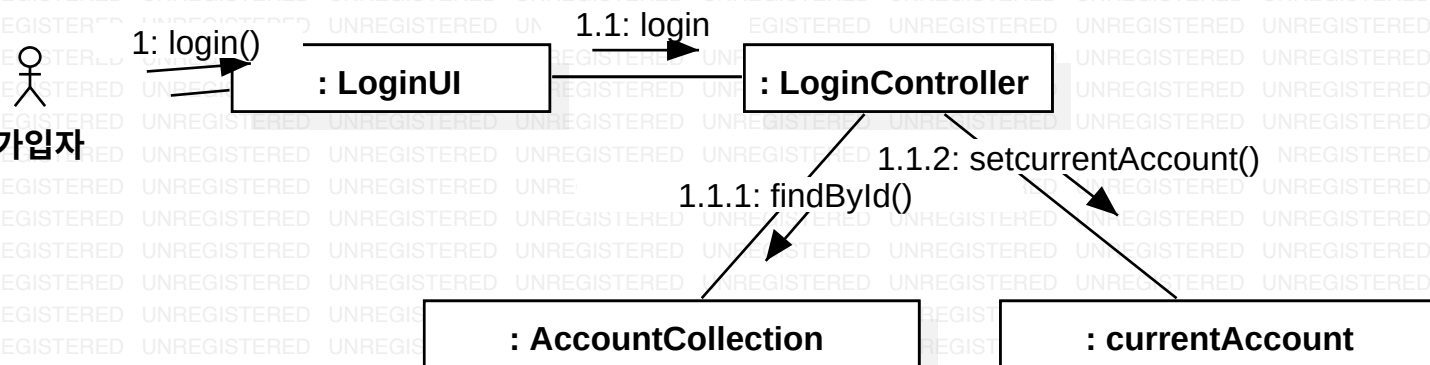 1: login()
1.1: login
: LoginUI
: LoginController
가입자
1.1.2: setcurrentAccount()
1.1.1: findById()
: AccountCollection
: currentAccount
UNREGISTERED